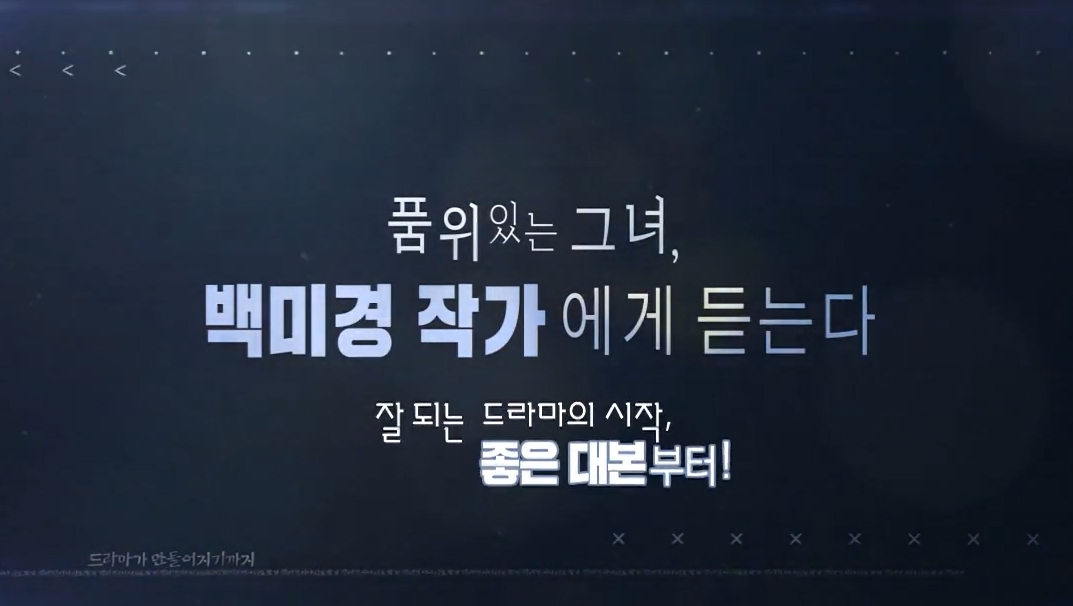 < < <
품위있는 그녀,
백미경 작가에게 듣는다
잘 되는 드라마의 시작,
좋은 대본부터!
× × × × × × × ×
드라마가 만들어지기까지